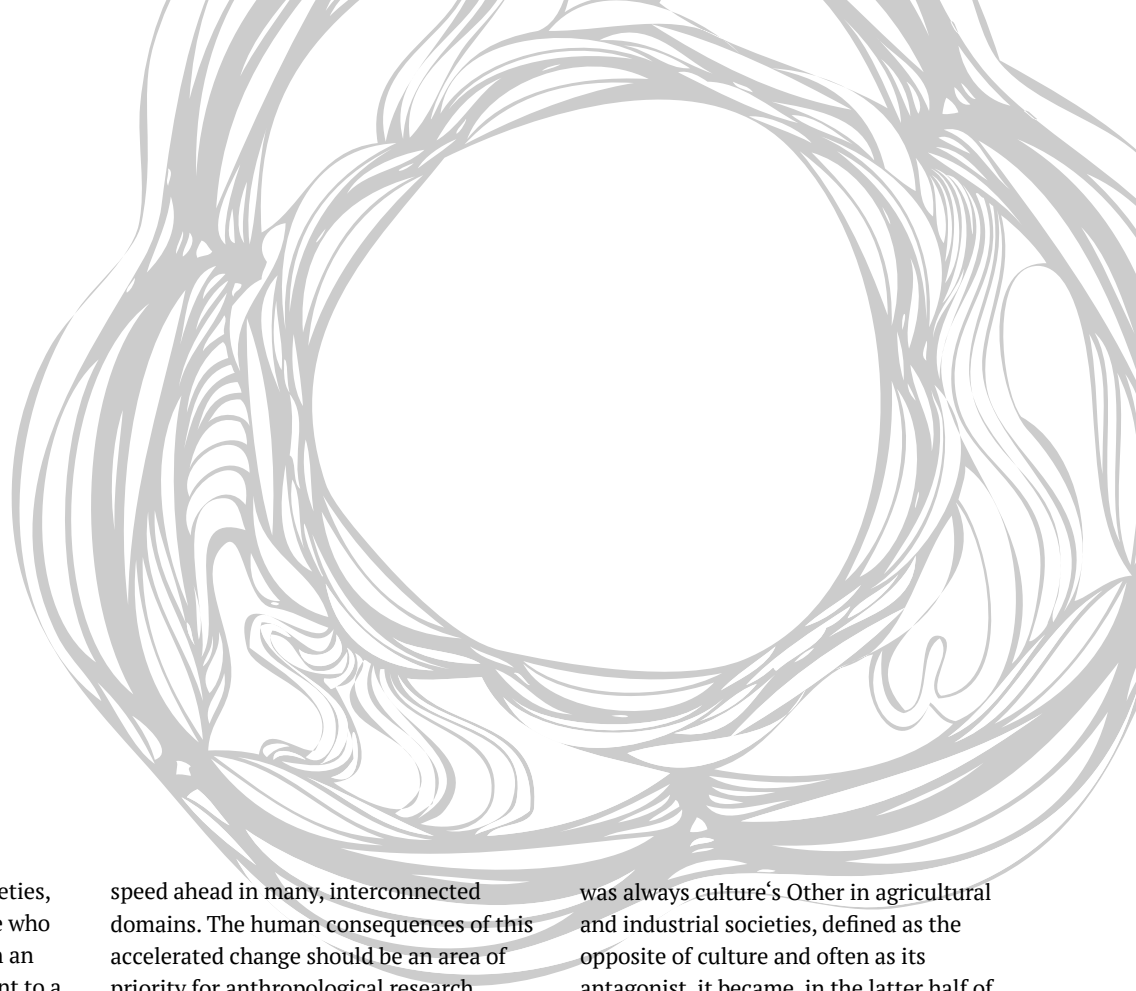 eties,
who
an
nt to a
speed ahead in many, interconnected
domains. The human consequences of this
accelerated change should be an area of
priority for anthropological research
was always culture‘s Other in agricultural
and industrial societies, defined as the
opposite of culture and often as its
antagonist, it became, in the latter half of